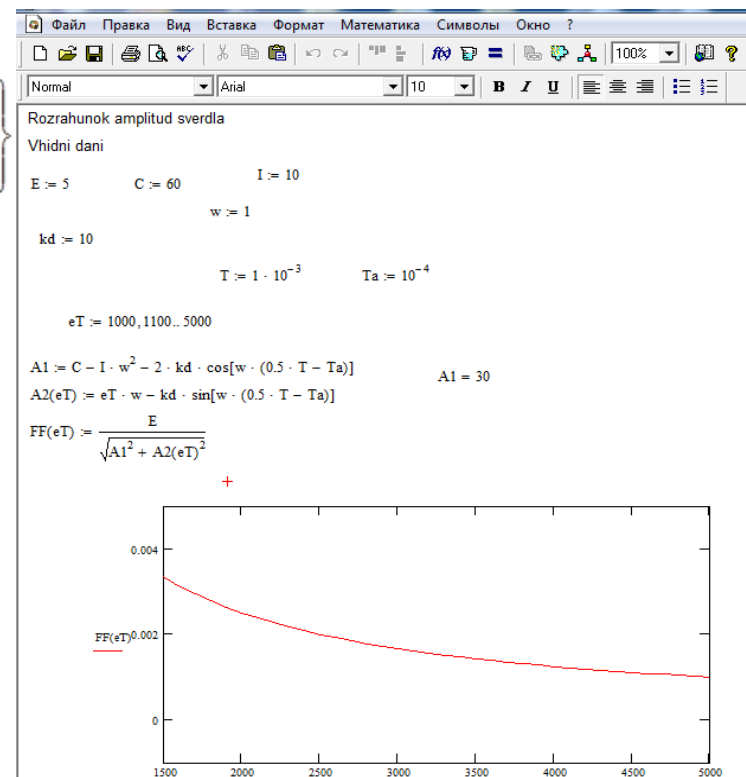 Файл Правка Вид Вставка Формат Математика Символы Окно ?
100%
Normal Arial 10 B I U
Rozrahunok amplitud sverdla
Vhidni dani
E := 5 C := 60 I := 10
w := 1
kd := 10
T := 1 · 10^-3 Ta := 10^-4
eT := 1000, 1100.. 5000
A1 := C − I · w^2 − 2 · kd · cos[w · (0.5 · T − Ta)] A1 = 30
A2(eT) := eT · w − kd · sin[w · (0.5 · T − Ta)]
FF(eT) := E / √(A1^2 + A2(eT)^2)
0.004
FF(eT) 0.002
0
1500 2000 2500 3000 3500 4000 4500 5000